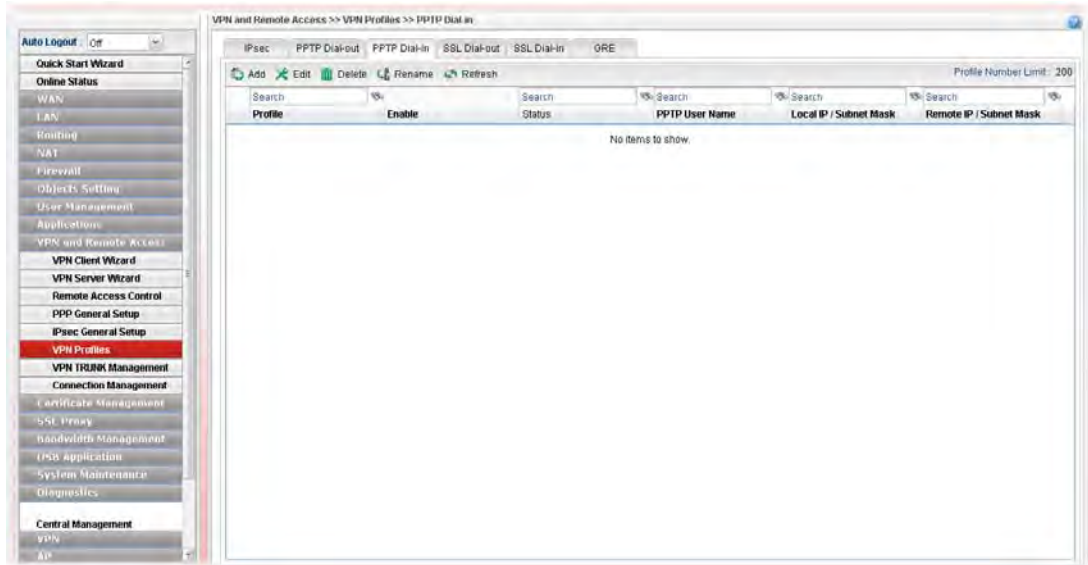 VPN and Remote Access >> VPN Profiles >> PPTP Dial-in
Auto Logout : Off
IPsec PPTP Dial-out PPTP Dial-in SSL Dial-out SSL Dial-in GRE
Quick Start Wizard
Online Status
WAN
LAN
Routing
NAT
Firewall
Objects Setting
User Management
Applications
VPN and Remote Access
VPN Client Wizard
VPN Server Wizard
Remote Access Control
PPP General Setup
IPsec General Setup
VPN Profiles
VPN TRUNK Management
Connection Management
Certificate Management
SSL Proxy
Bandwidth Management
USB Application
System Maintenance
Diagnostics
Central Management
VPN
AP
Add Edit Delete Rename Refresh Profile Number Limit : 200
Search Search Search Search Search
Profile Enable Status PPTP User Name Local IP / Subnet Mask Remote IP / Subnet Mask
No items to show.